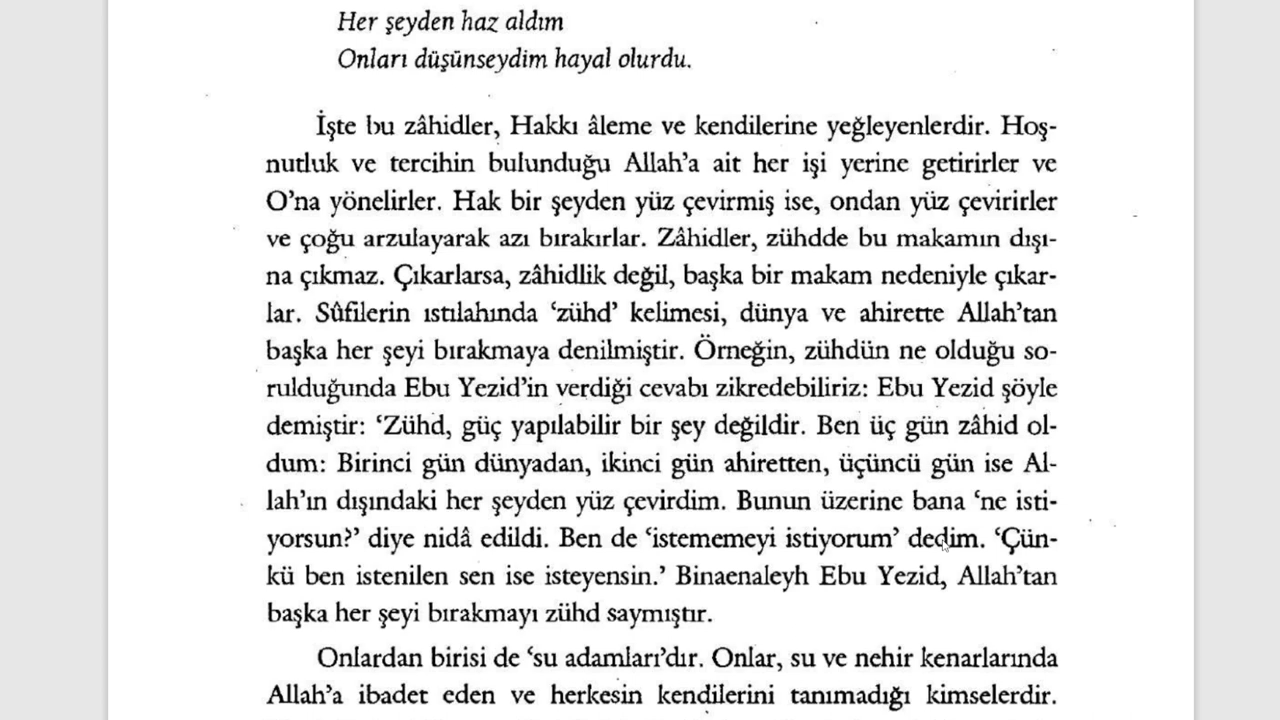 Her şeyden haz aldım
Onları düşünseydim hayal olurdu.
İşte bu zâhidler, Hakkı âleme ve kendilerine yeğleyenlerdir. Hoş-
nutluk ve tercihin bulunduğu Allah'a ait her işi yerine getirirler ve
O'na yönelirler. Hak bir şeyden yüz çevirmiş ise, ondan yüz çevirirler
ve çoğu arzulayarak azı bırakırlar. Zâhidler, zühdde bu makamın dışı-
na çıkmaz. Çıkarlarsa, zâhidlik değil, başka bir makam nedeniyle çıkar-
lar. Sûfilerin ıstılahında ‘zühd’ kelimesi, dünya ve ahirette Allah'tan
başka her şeyi bırakmaya denilmiştir. Örneğin, zühdün ne olduğu so-
rulduğunda Ebu Yezid'in verdiği cevabı zikredebiliriz: Ebu Yezid şöyle
demiştir: ‘Zühd, güç yapılabilir bir şey değildir. Ben üç gün zâhid ol-
dum: Birinci gün dünyadan, ikinci gün ahiretten, üçüncü gün ise Al-
lah'ın dışındaki her şeyden yüz çevirdim. Bunun üzerine bana ‘ne isti-
yorsun?’ diye nidâ edildi. Ben de ‘istememeyi istiyorum’ dedim. ‘Çün-
kü ben istenilen sen ise isteyensin.’ Binaenaleyh Ebu Yezid, Allah'tan
başka her şeyi bırakmayı zühd saymıştır.
Onlardan birisi de ‘su adamları’dır. Onlar, su ve nehir kenarlarında
Allah'a ibadet eden ve herkesin kendilerini tanımadığı kimselerdir.